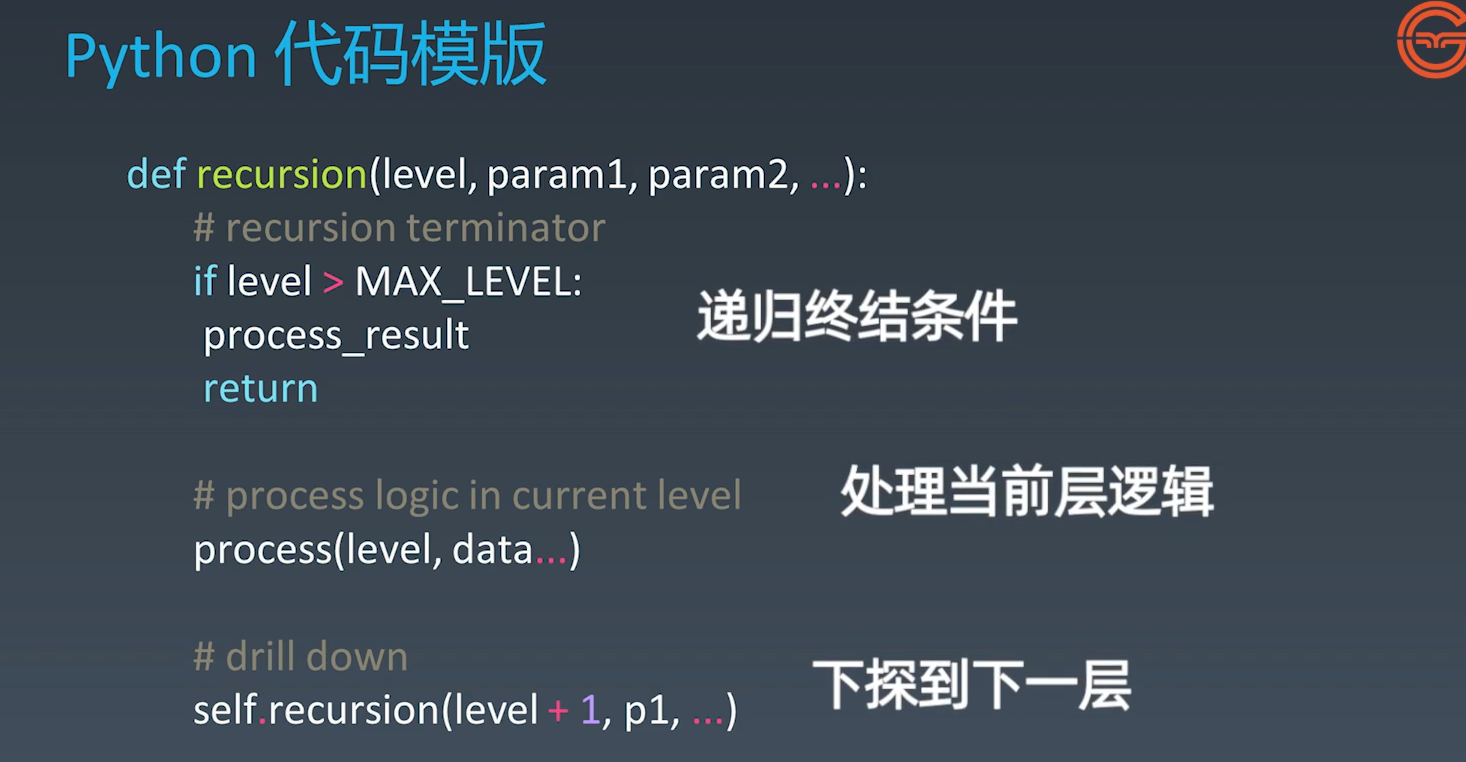 Python 代码模版
def recursion(level, param1, param2, ...):
# recursion terminator
if level > MAX_LEVEL:
process_result
return
递归终结条件
# process logic in current level
process(level, data...)
处理当前层逻辑
# drill down
self.recursion(level + 1, p1, ...)
下探到下一层